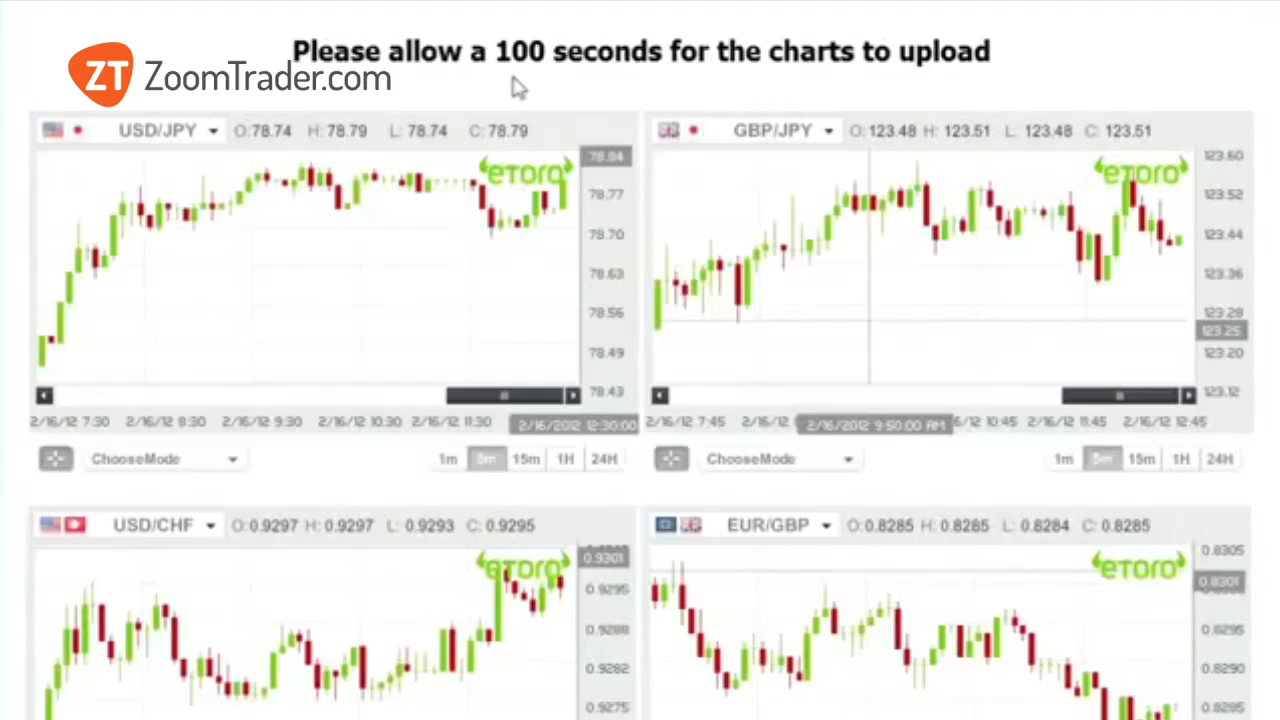 Please allow a 100 seconds for the charts to upload
ZT ZoomTrader.com
USD/JPY O:78.74 H: 78.79 L: 78.74 C: 78.79
etoro
78.84
78.77
78.70
78.63
78.56
78.49
78.43
2/16/12 7:30 2/16/12 8:30 2/16/12 9:30 2/16/12 10:30 2/16/12 11:30 2/16/2012 12:30:00
ChooseMode 1m 5m 15m 1H 24H
GBP/JPY O:123.48 H: 123.51 L: 123.48 C: 123.51
etoro
123.60
123.52
123.44
123.36
123.28
123.25
123.20
123.12
2/16/12 7:45 2/16/12 2/16/2012 9:50:00 AM 6/12 10:45 2/16/12 11:45 2/16/12 12:45
ChooseMode 1m 5m 15m 1H 24H
USD/CHF O:0.9297 H: 0.9297 L: 0.9293 C: 0.9295
etoro
0.9301
0.9295
0.9288
0.9282
0.9275
EUR/GBP O:0.8285 H: 0.8285 L: 0.8284 C: 0.8285
etoro
0.8305
0.8301
0.8295
0.8290
0.8285